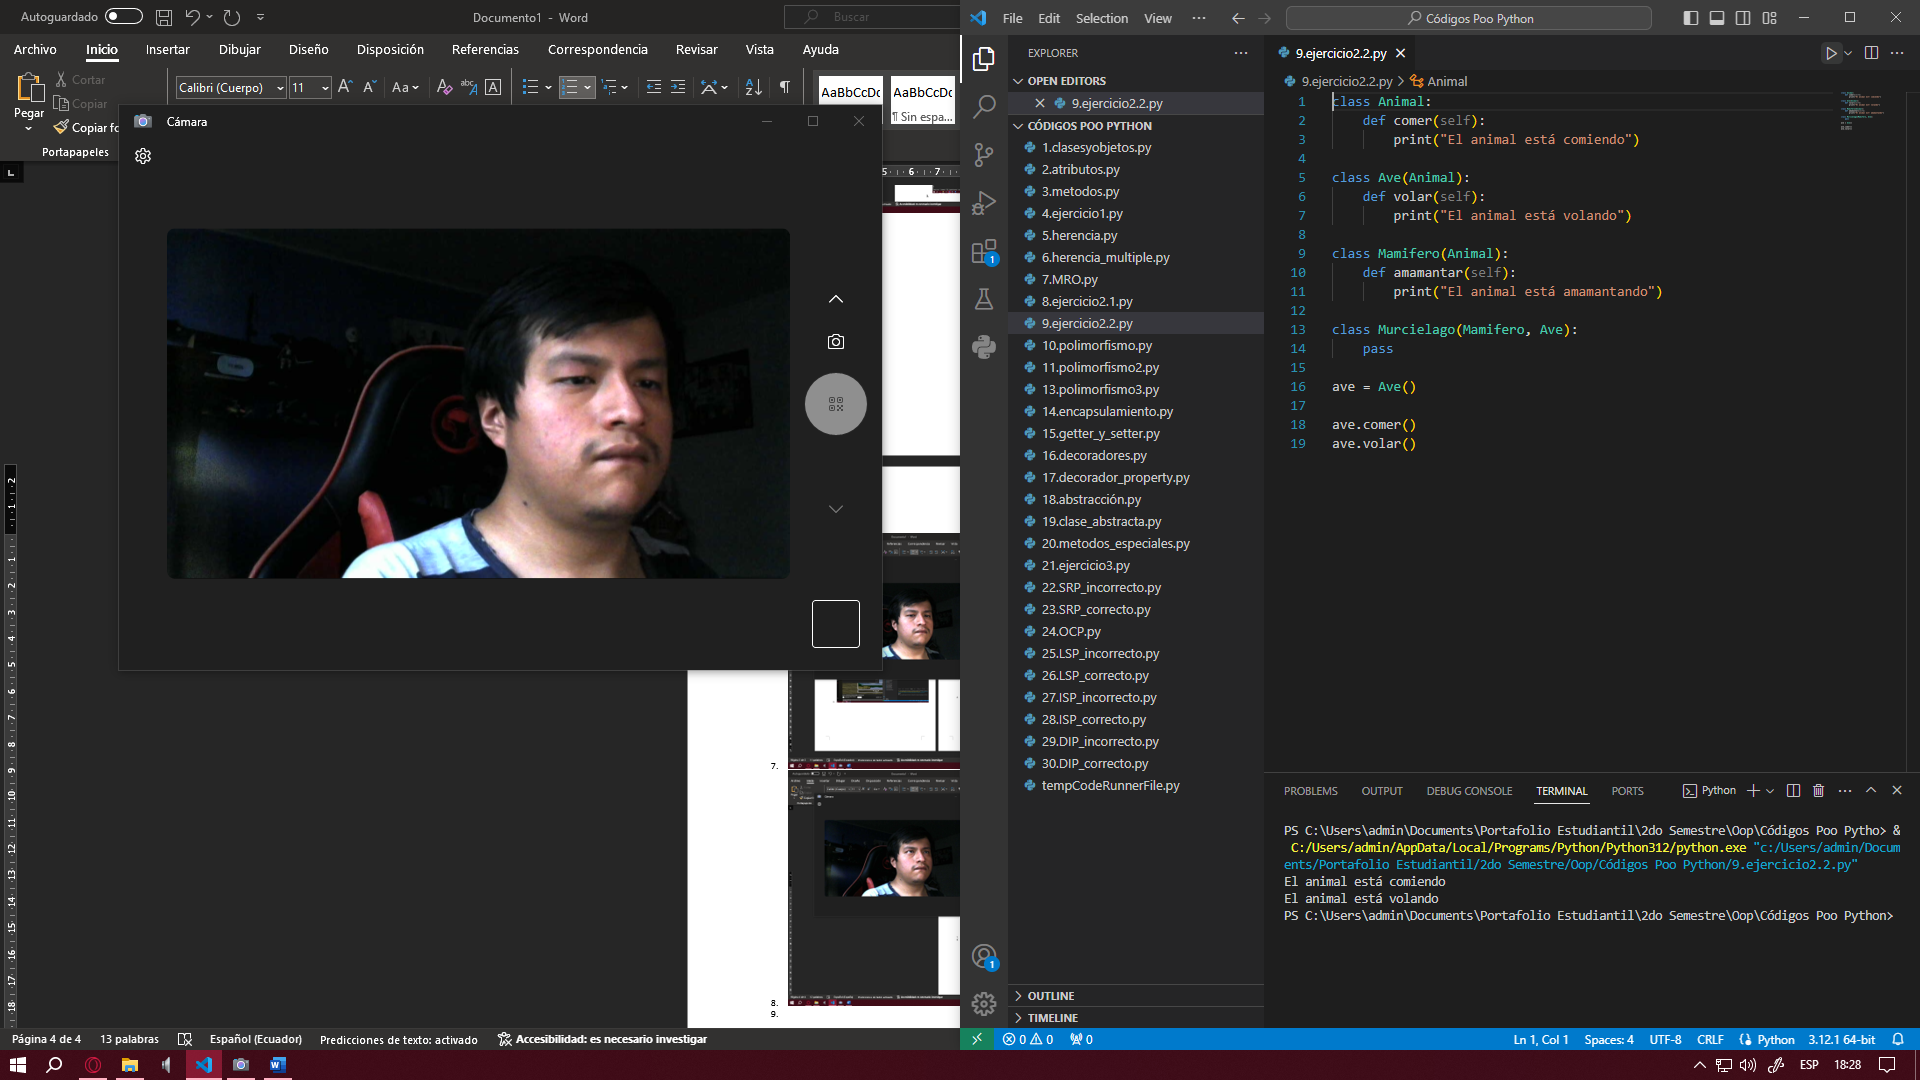 Autoguardado
Documento1 - Word
Buscar
Archivo Inicio Insertar Dibujar Diseño Disposición Referencias Correspondencia Revisar Vista Ayuda
Pegar
Cortar
Copiar
Copiar fo
Portapapeles
Calibri (Cuerpo) 11
AaBbCcDc AaBbCcDc
¶ Sin espa...
Cámara
7.
8.
9.
Página 4 de 4 13 palabras Español (Ecuador) Predicciones de texto: activado Accesibilidad: es necesario investigar
File Edit Selection View ···
Códigos Poo Python
EXPLORER
OPEN EDITORS
9.ejercicio2.2.py
CÓDIGOS POO PYTHON
1.clasesyobjetos.py
2.atributos.py
3.metodos.py
4.ejercicio1.py
5.herencia.py
6.herencia_multiple.py
7.MRO.py
8.ejercicio2.1.py
9.ejercicio2.2.py
10.polimorfismo.py
11.polimorfismo2.py
13.polimorfismo3.py
14.encapsulamiento.py
15.getter_y_setter.py
16.decoradores.py
17.decorador_property.py
18.abstracción.py
19.clase_abstracta.py
20.metodos_especiales.py
21.ejercicio3.py
22.SRP_incorrecto.py
23.SRP_correcto.py
24.OCP.py
25.LSP_incorrecto.py
26.LSP_correcto.py
27.ISP_incorrecto.py
28.ISP_correcto.py
29.DIP_incorrecto.py
30.DIP_correcto.py
tempCodeRunnerFile.py
OUTLINE
TIMELINE
9.ejercicio2.2.py
9.ejercicio2.2.py > Animal
1 class Animal:
2 def comer(self):
3 print("El animal está comiendo")
4
5 class Ave(Animal):
6 def volar(self):
7 print("El animal está volando")
8
9 class Mamifero(Animal):
10 def amamantar(self):
11 print("El animal está amamantando")
12
13 class Murcielago(Mamifero, Ave):
14 pass
15
16 ave = Ave()
17
18 ave.comer()
19 ave.volar()
PROBLEMS OUTPUT DEBUG CONSOLE TERMINAL PORTS Python
PS C:\Users\admin\Documents\Portafolio Estudiantil\2do Semestre\Oop\Códigos Poo Pytho> &
C:/Users/admin/AppData/Local/Programs/Python/Python312/python.exe "c:/Users/admin/Docum
ents/Portafolio Estudiantil/2do Semestre/Oop/Códigos Poo Python/9.ejercicio2.2.py"
El animal está comiendo
El animal está volando
PS C:\Users\admin\Documents\Portafolio Estudiantil\2do Semestre\Oop\Códigos Poo Python>
0 0 0 Ln 1, Col 1 Spaces: 4 UTF-8 CRLF Python 3.12.1 64-bit
ESP 18:28